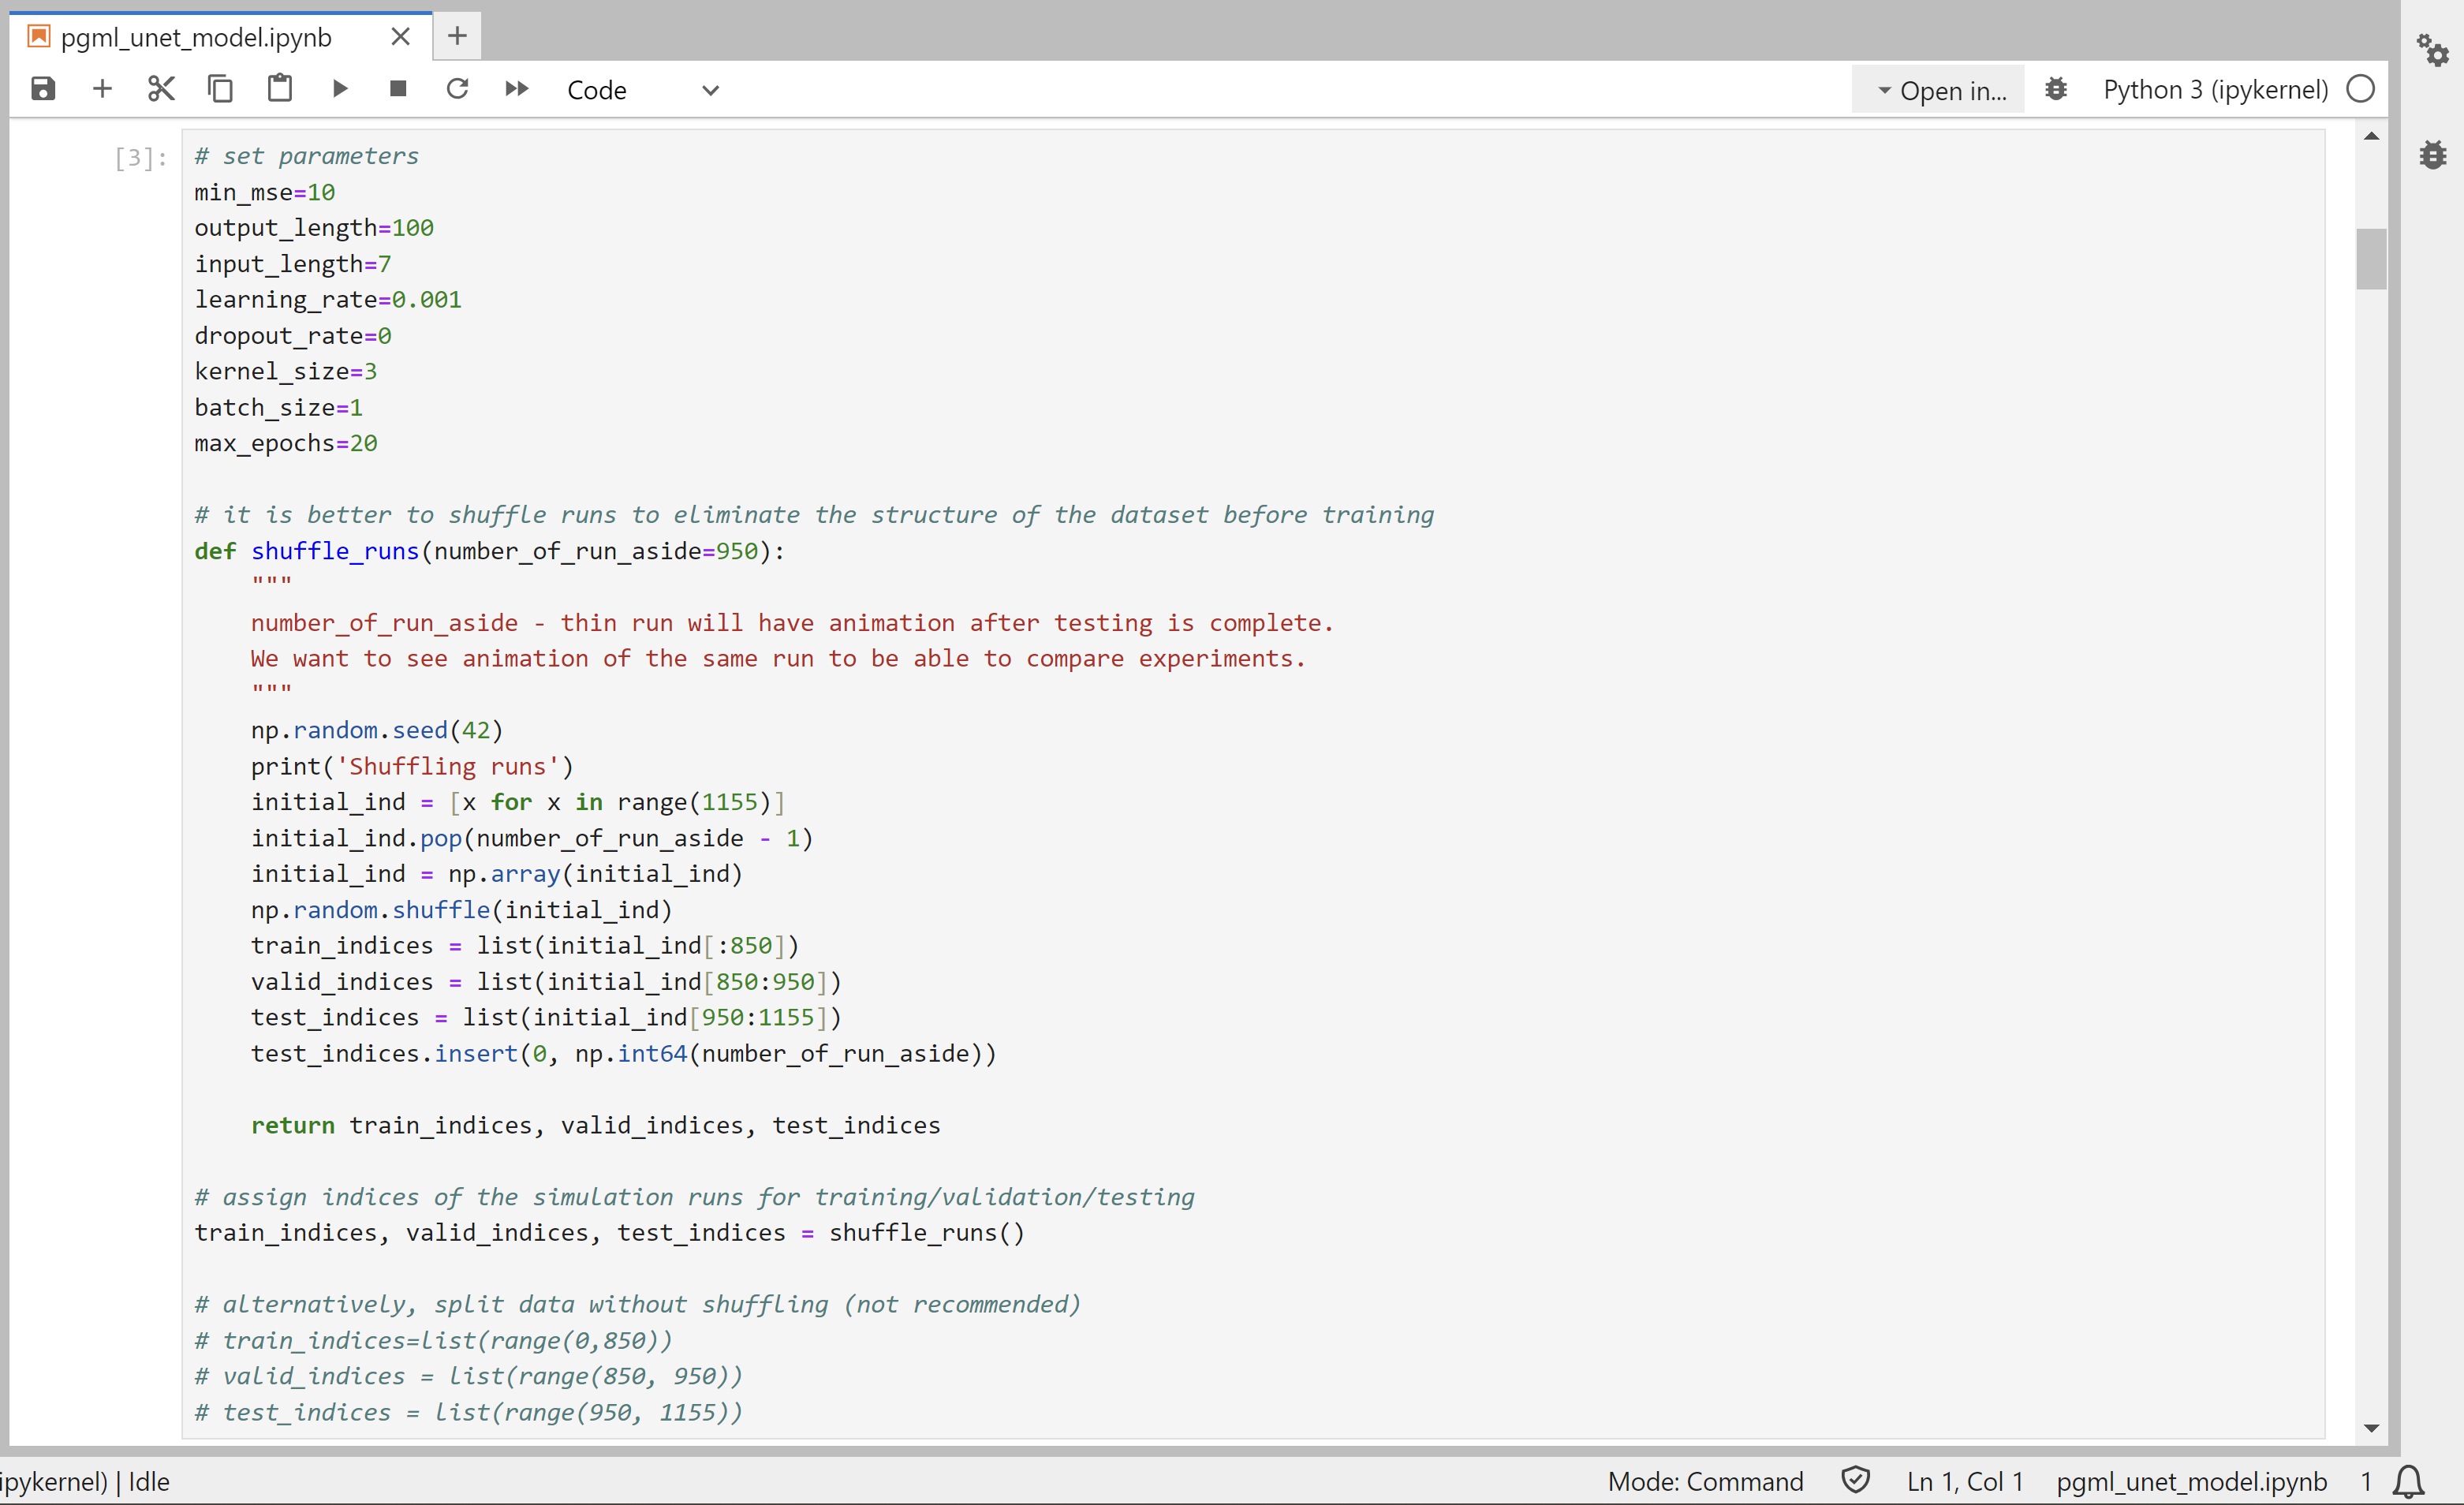 pgml_unet_model.ipynb
Code
Open in...
Python 3 (ipykernel)
[3]:
# set parameters
min_mse=10
output_length=100
input_length=7
learning_rate=0.001
dropout_rate=0
kernel_size=3
batch_size=1
max_epochs=20
# it is better to shuffle runs to eliminate the structure of the dataset before training
def shuffle_runs(number_of_run_aside=950):
    """
    number_of_run_aside - thin run will have animation after testing is complete.
    We want to see animation of the same run to be able to compare experiments.
    """
    np.random.seed(42)
    print('Shuffling runs')
    initial_ind = [x for x in range(1155)]
    initial_ind.pop(number_of_run_aside - 1)
    initial_ind = np.array(initial_ind)
    np.random.shuffle(initial_ind)
    train_indices = list(initial_ind[:850])
    valid_indices = list(initial_ind[850:950])
    test_indices = list(initial_ind[950:1155])
    test_indices.insert(0, np.int64(number_of_run_aside))
    return train_indices, valid_indices, test_indices
# assign indices of the simulation runs for training/validation/testing
train_indices, valid_indices, test_indices = shuffle_runs()
# alternatively, split data without shuffling (not recommended)
# train_indices=list(range(0,850))
# valid_indices = list(range(850, 950))
# test_indices = list(range(950, 1155))
ipykernel) | Idle
Mode: Command
Ln 1, Col 1
pgml_unet_model.ipynb
1